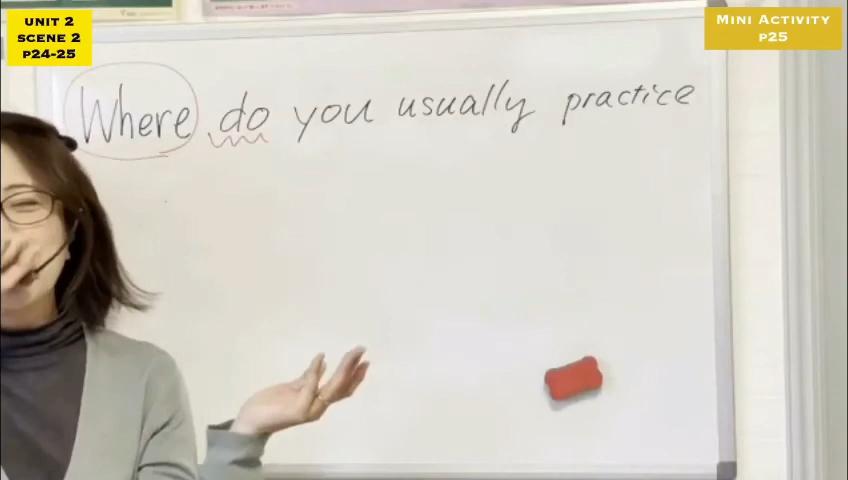 UNIT 2
SCENE 2
P24-25
MINI ACTIVITY
P25
Where do you usually practice